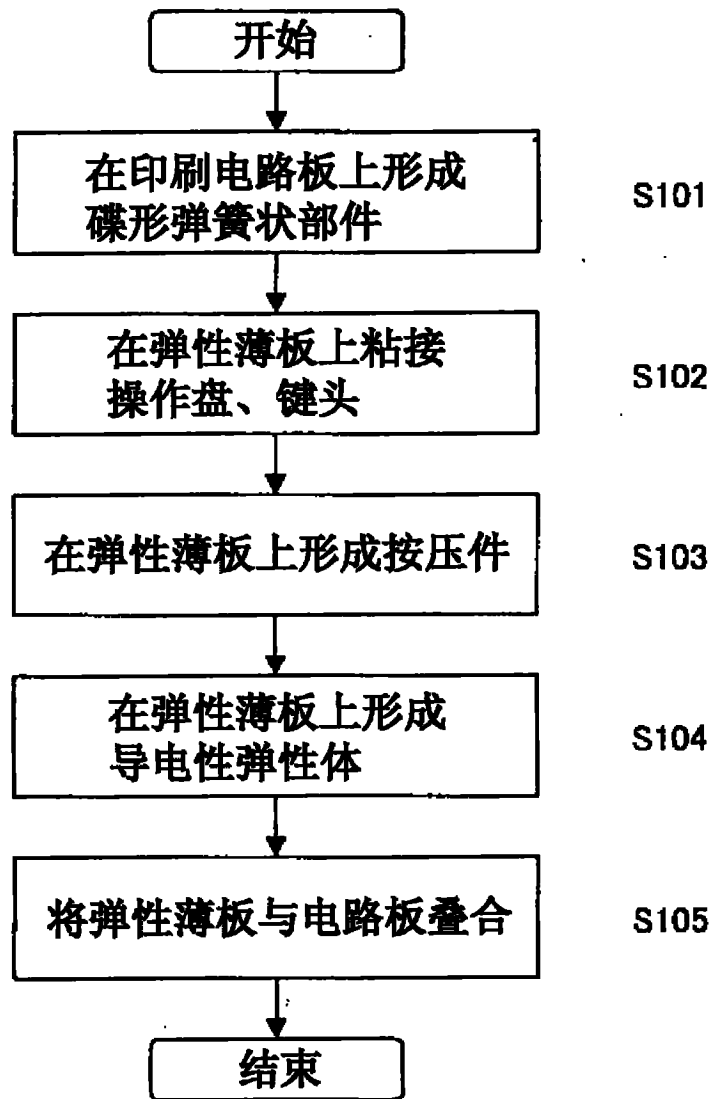 开始
在印刷电路板上形成
碟形弹簧状部件
S101
在弹性薄板上粘接
操作盘、键头
S102
在弹性薄板上形成按压件
S103
在弹性薄板上形成
导电性弹性体
S104
将弹性薄板与电路板叠合
S105
结束